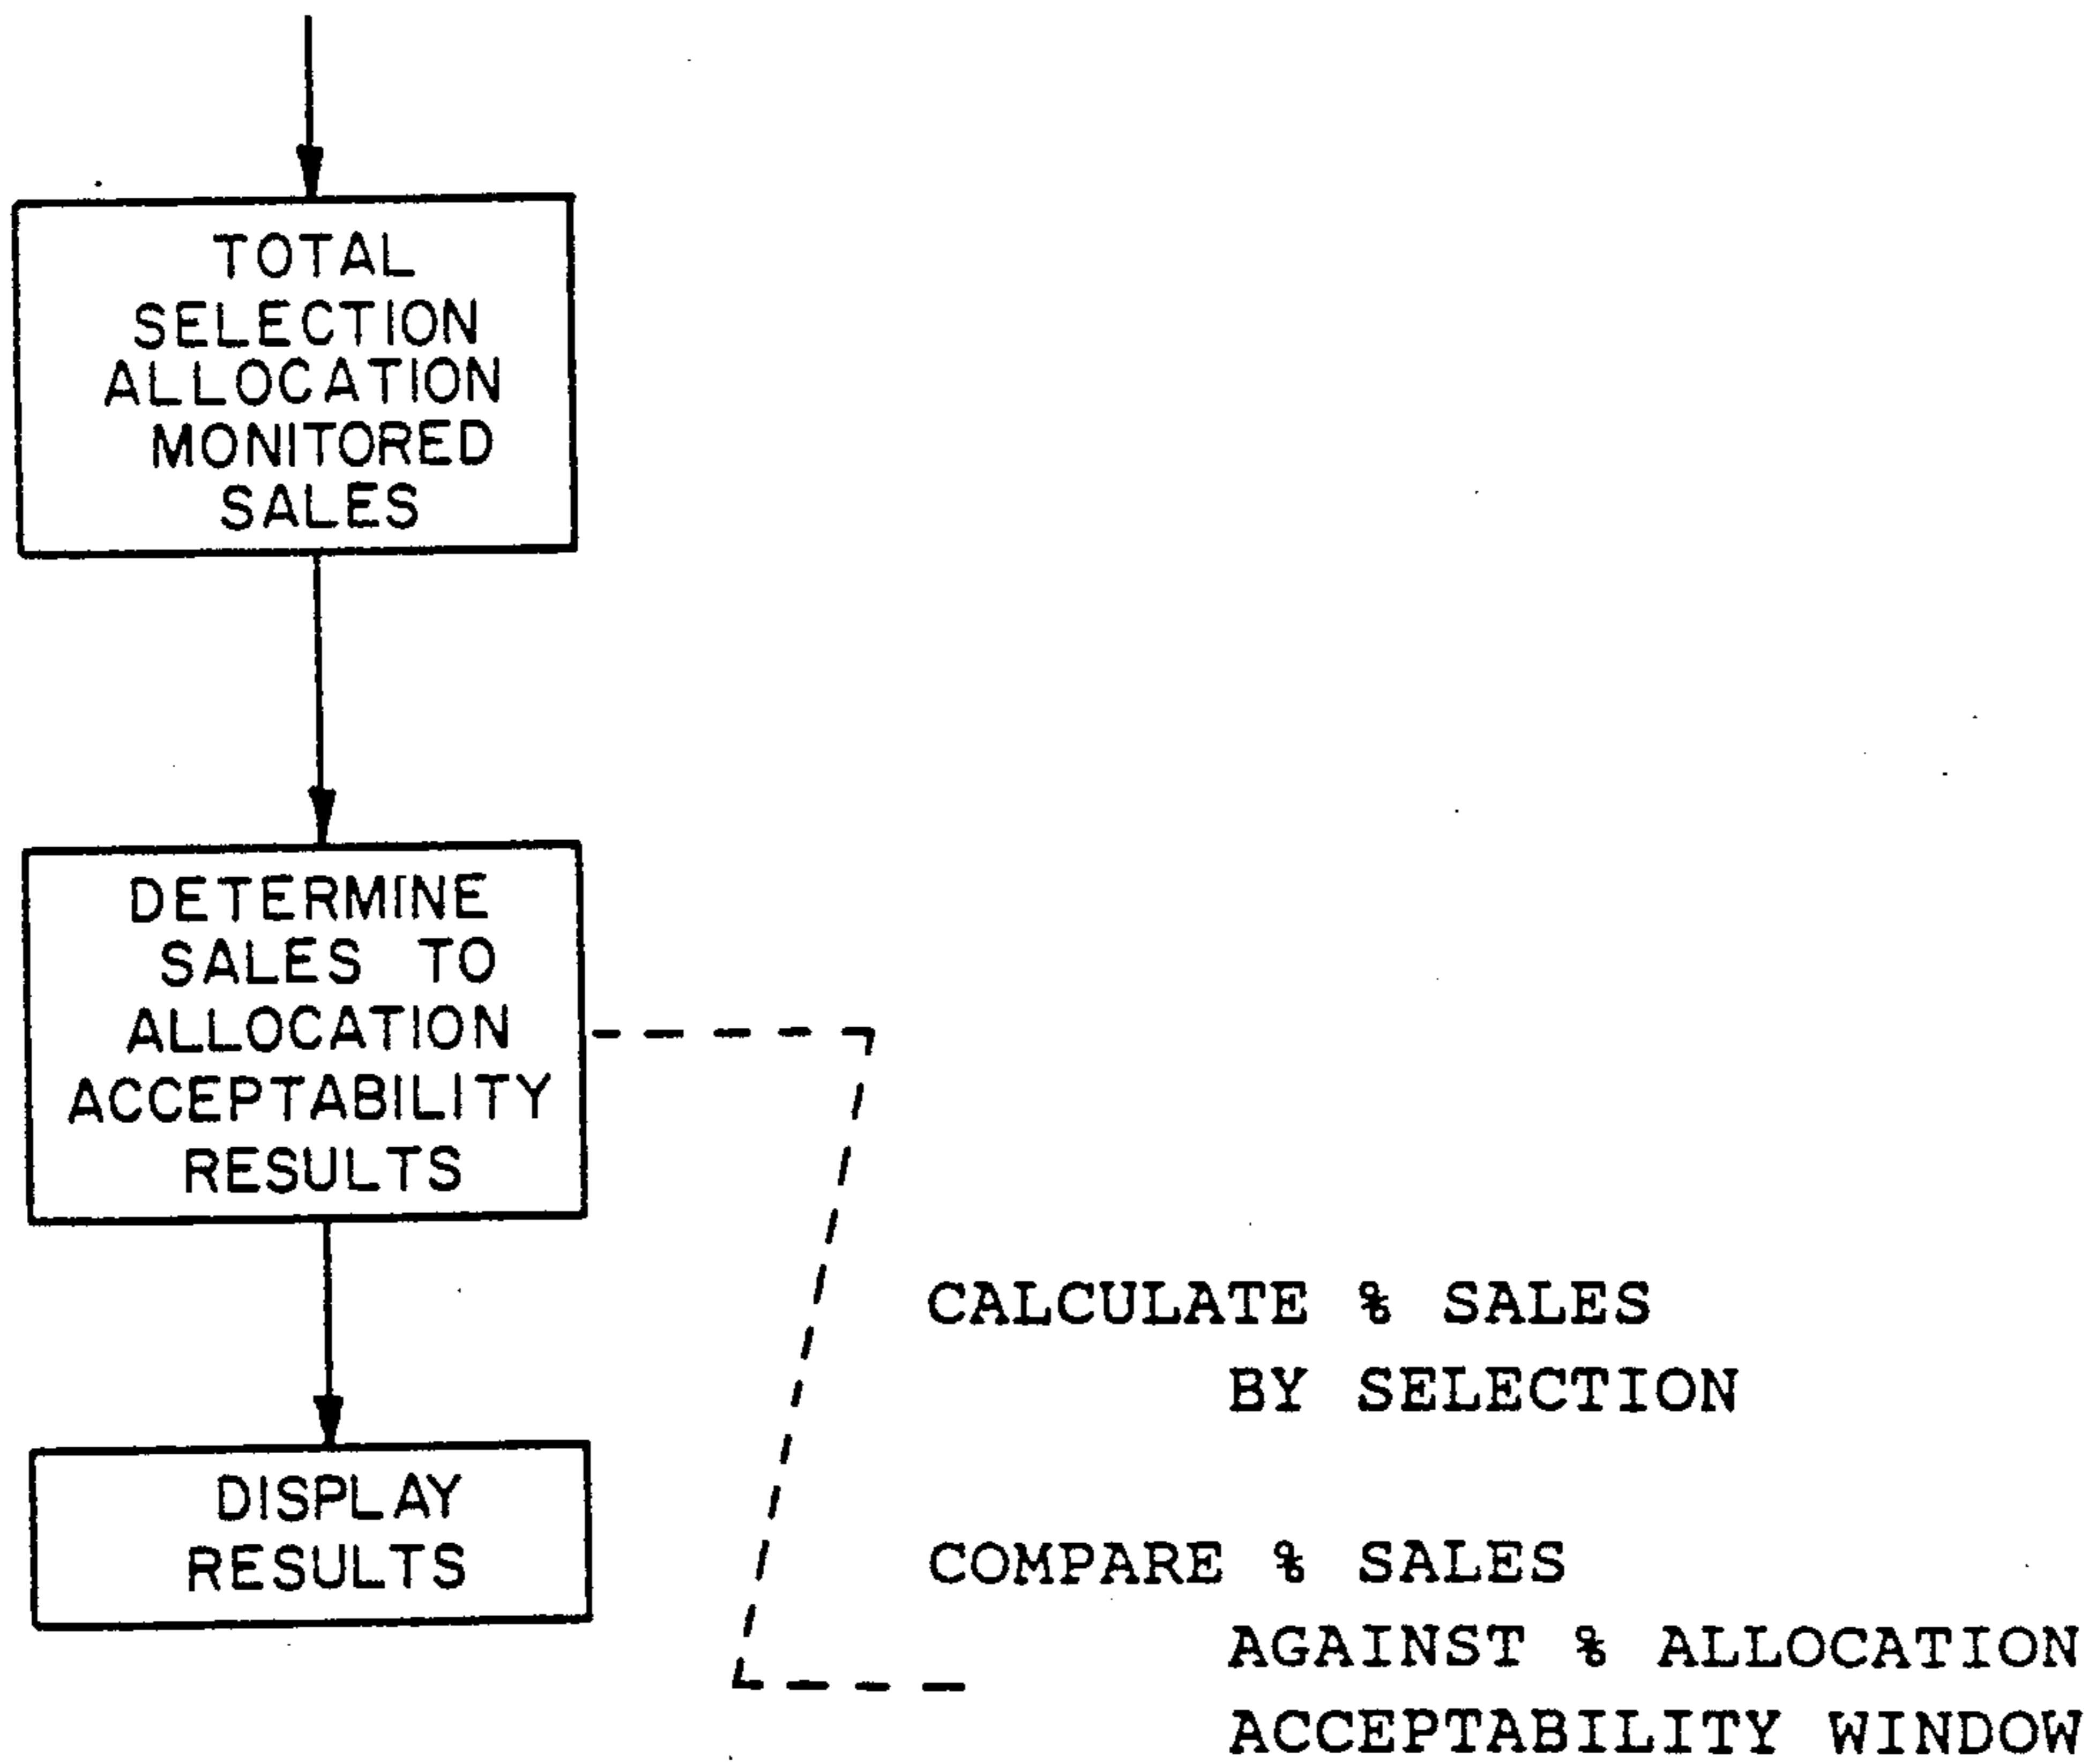 TOTAL
SELECTION
ALLOCATION
MONITORED
SALES
DETERMINE
SALES TO
ALLOCATION
ACCEPTABILITY
RESULTS
DISPLAY
RESULTS
CALCULATE % SALES
BY SELECTION
COMPARE % SALES
AGAINST % ALLOCATION
ACCEPTABILITY WINDOW